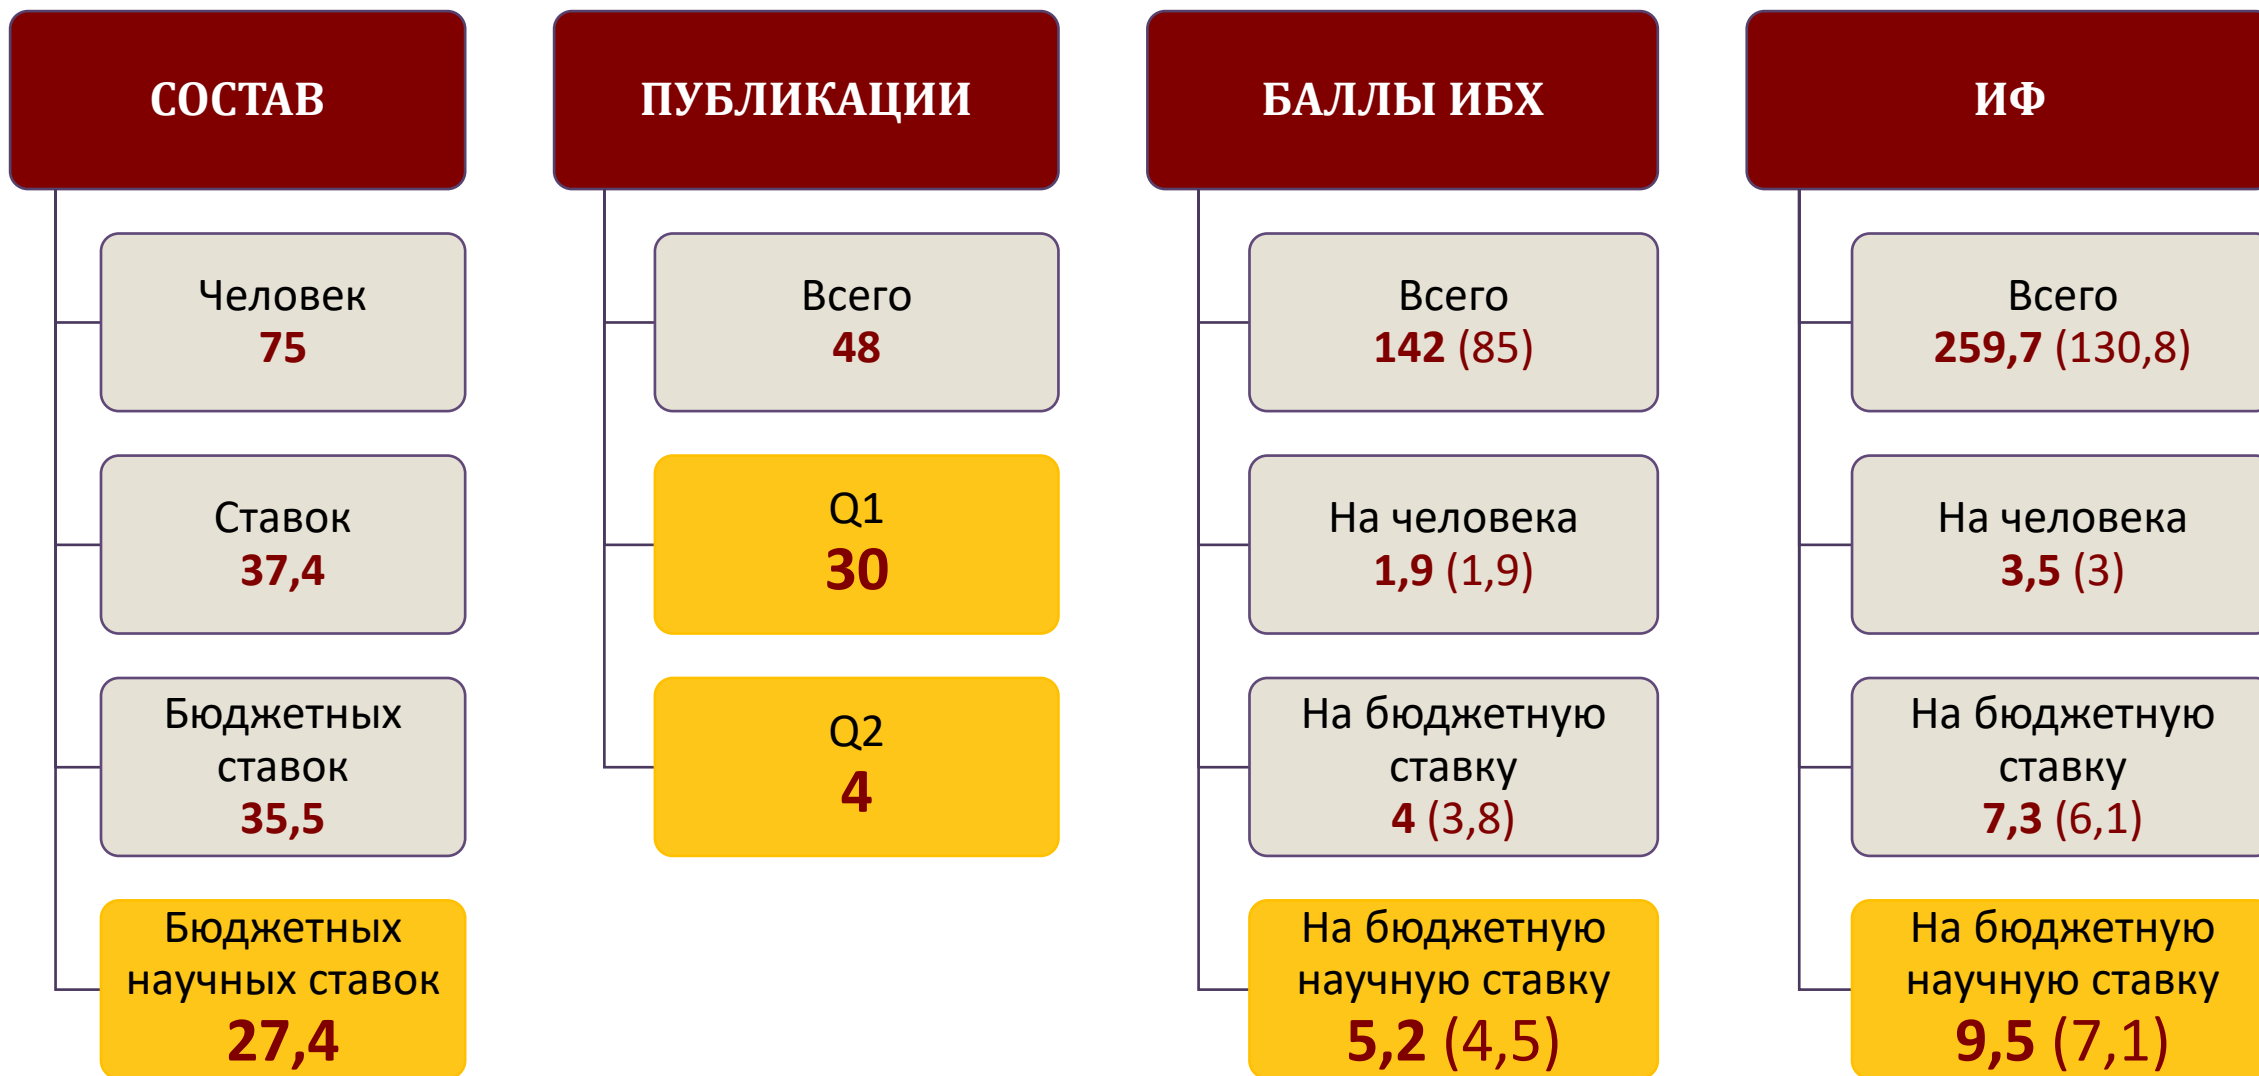 СОСТАВ
Человек
75
Ставок
37,4
Бюджетных
ставок
35,5
Бюджетных
научных ставок
27,4
ПУБЛИКАЦИИ
Всего
48
Q1
30
Q2
4
БАЛЛЫ ИБХ
Всего
142 (85)
На человека
1,9 (1,9)
На бюджетную
ставку
4 (3,8)
На бюджетную
научную ставку
5,2 (4,5)
ИФ
Всего
259,7 (130,8)
На человека
3,5 (3)
На бюджетную
ставку
7,3 (6,1)
На бюджетную
научную ставку
9,5 (7,1)